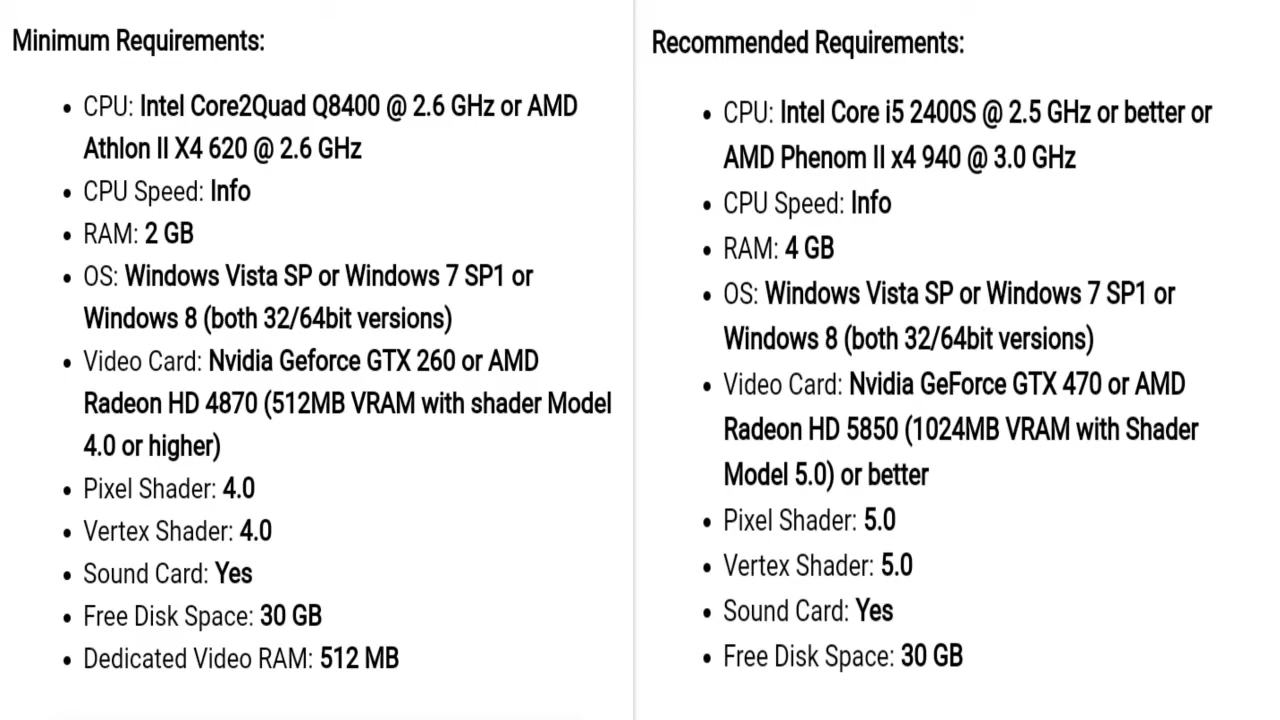 Minimum Requirements:
CPU: Intel Core2Quad Q8400 @ 2.6 GHz or AMD
Athlon II X4 620 @ 2.6 GHz
CPU Speed: Info
RAM: 2 GB
OS: Windows Vista SP or Windows 7 SP1 or
Windows 8 (both 32/64bit versions)
Video Card: Nvidia Geforce GTX 260 or AMD
Radeon HD 4870 (512MB VRAM with shader Model
4.0 or higher)
Pixel Shader: 4.0
Vertex Shader: 4.0
Sound Card: Yes
Free Disk Space: 30 GB
Dedicated Video RAM: 512 MB
Recommended Requirements:
CPU: Intel Core i5 2400S @ 2.5 GHz or better or
AMD Phenom II x4 940 @ 3.0 GHz
CPU Speed: Info
RAM: 4 GB
OS: Windows Vista SP or Windows 7 SP1 or
Windows 8 (both 32/64bit versions)
Video Card: Nvidia GeForce GTX 470 or AMD
Radeon HD 5850 (1024MB VRAM with Shader
Model 5.0) or better
Pixel Shader: 5.0
Vertex Shader: 5.0
Sound Card: Yes
Free Disk Space: 30 GB